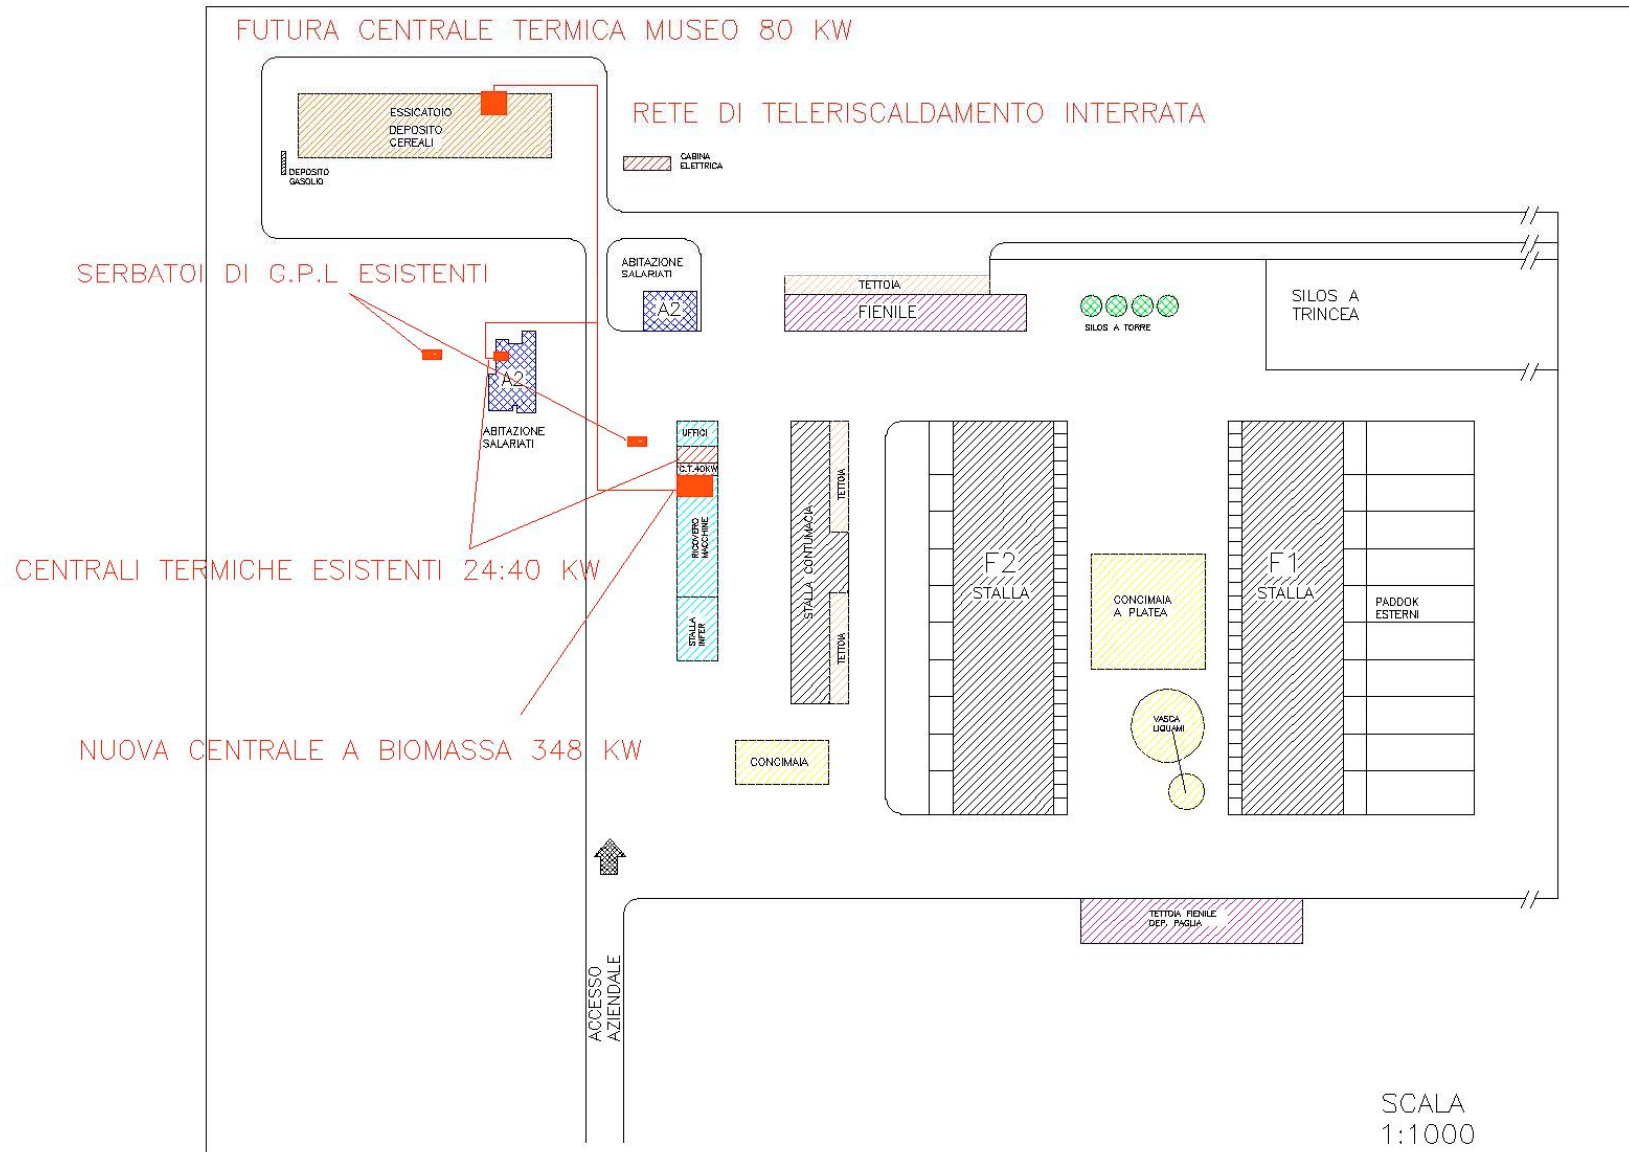 FUTURA CENTRALE TERMICA MUSEO 80 KW
ESSICATOIO
DEPOSITO
CEREALI
RETE DI TELERISCALDAMENTO INTERRATA
CABINA
ELETTRICA
DEPOSITO
GASOLIO
SERBATOI DI G.P.L ESISTENTI
ABITAZIONE
SALARIATI
A2
TETTOIA
FIENILE
SILOS A TORRE
SILOS A
TRINCEA
A2
ABITAZIONE
SALARIATI
UFFICI
C.T.40KW
RICOVERO
MACCHINE
STALLA
INFER
TETTOIA
STALLA CONTUMACIA
TETTOIA
F2
STALLA
CONCIMAIA
A PLATEA
F1
STALLA
PADDOK
ESTERNI
CENTRALI TERMICHE ESISTENTI 24:40 KW
VASCA
LIQUAMI
NUOVA CENTRALE A BIOMASSA 348 KW
CONCIMAIA
TETTOIA FIENILE
DEP. PAGLIA
ACCESSO
AZIENDALE
SCALA
1:1000